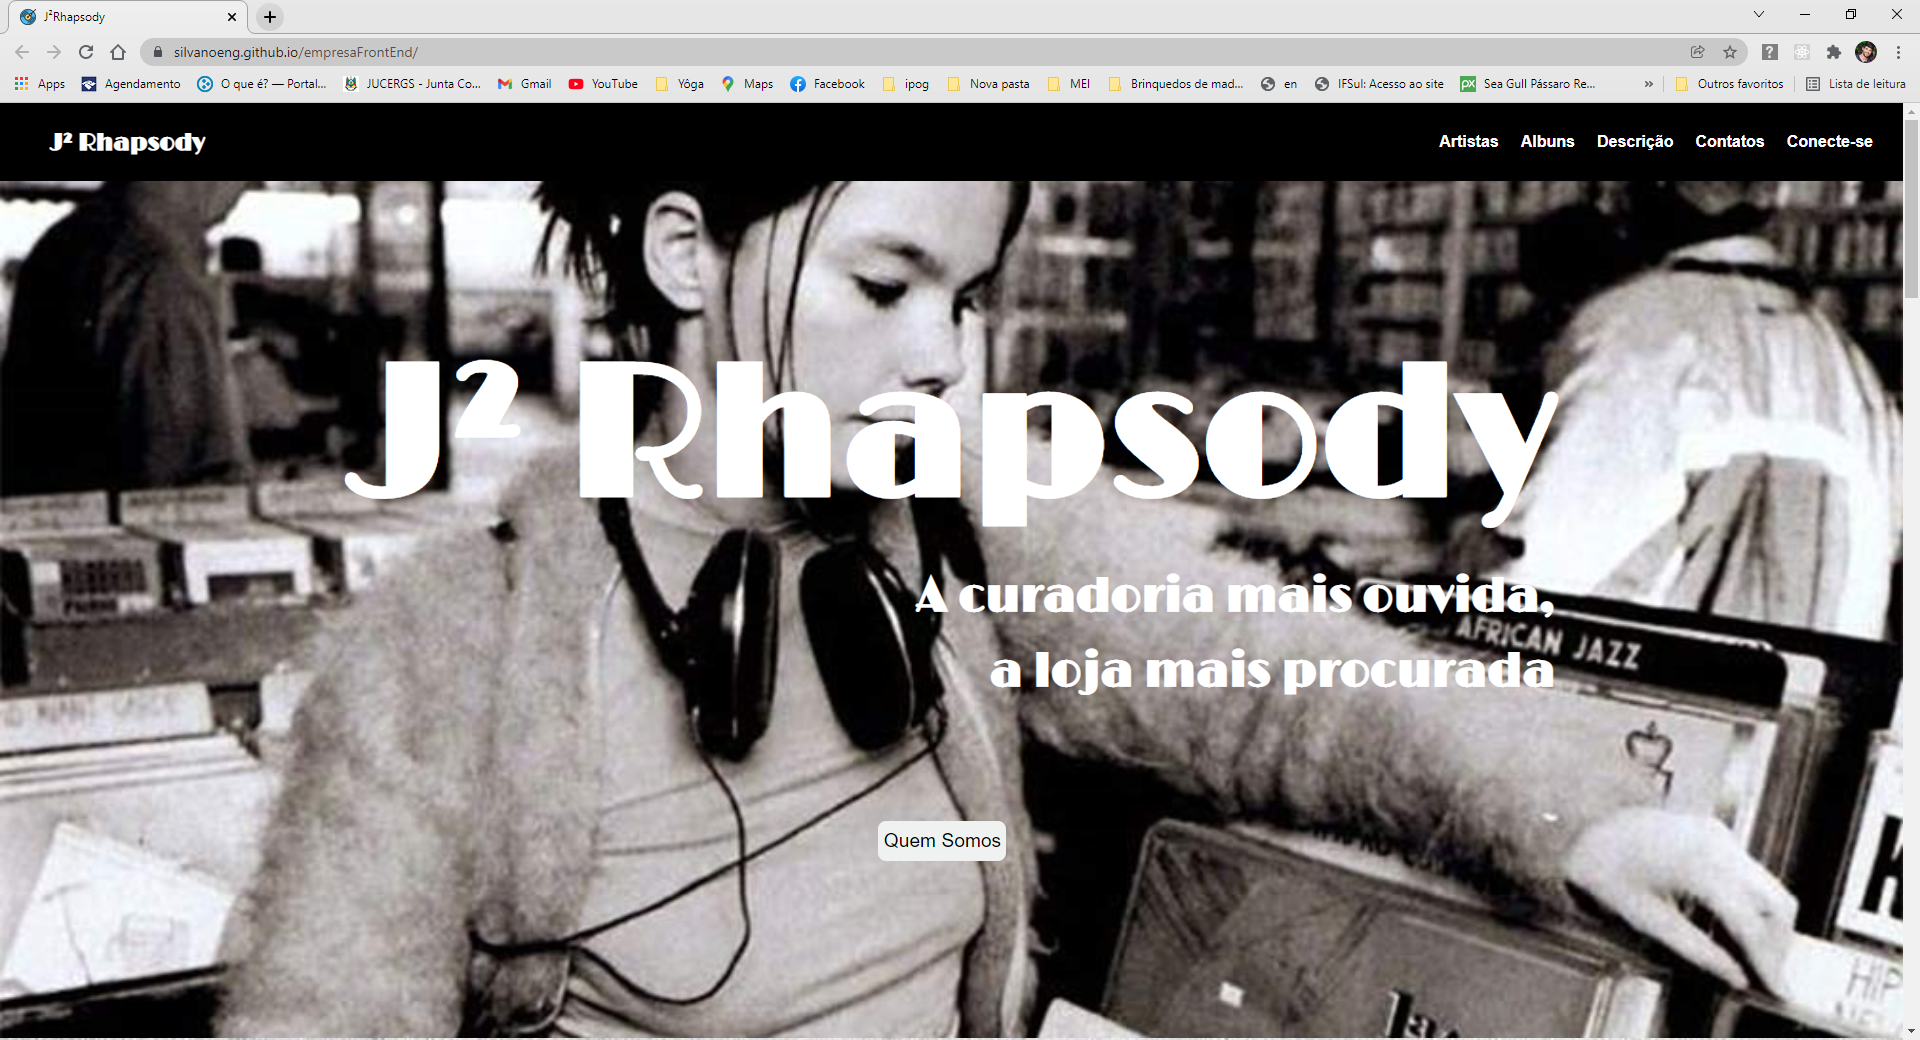 J²Rhapsody
silvanoeng.github.io/empresaFrontEnd/
Apps
Agendamento
O que é? — Portal...
JUCERGS - Junta Co...
Gmail
YouTube
Yôga
Maps
Facebook
ipog
Nova pasta
MEI
Brinquedos de mad...
en
IFSul: Acesso ao site
px
Sea Gull Pássaro Re...
»
Outros favoritos
Lista de leitura
J² Rhapsody
Artistas
Albuns
Descrição
Contatos
Conecte-se
J² Rhapsody
A curadoria mais ouvida,
AFRICAN JAZZ
a loja mais procurada
Quem Somos
HIP